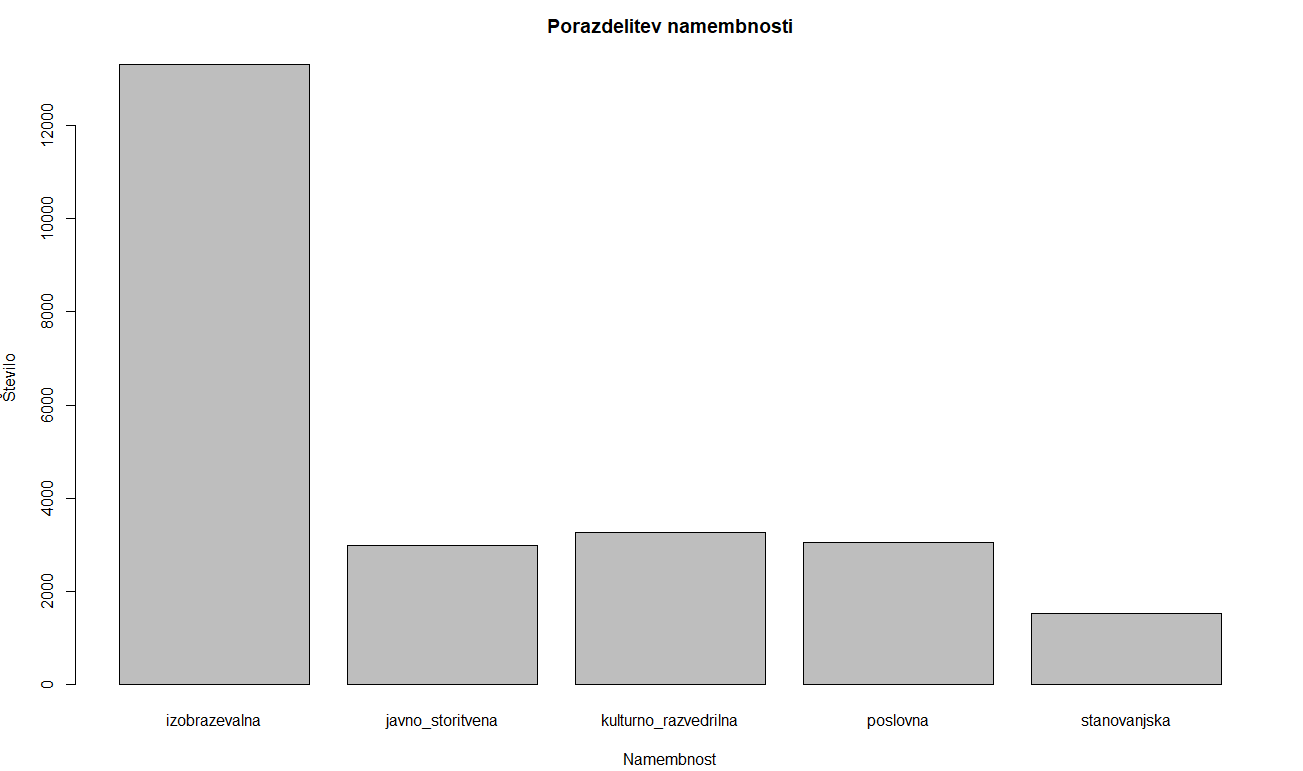 Porazdelitev namembnosti
12000
10000
8000
6000
4000
2000
0
Število
izobrazevalna
javno_storitvena
kulturno_razvedrilna
poslovna
stanovanjska
Namembnost